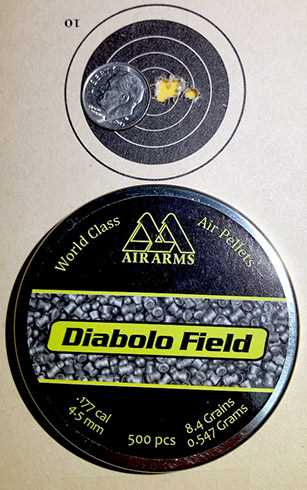 10
World Class
Air Pellets
AIR ARMS
Diabolo Field
.177 cal
4.5 mm
500 pcs
8.4 Grains
0.547 Grams